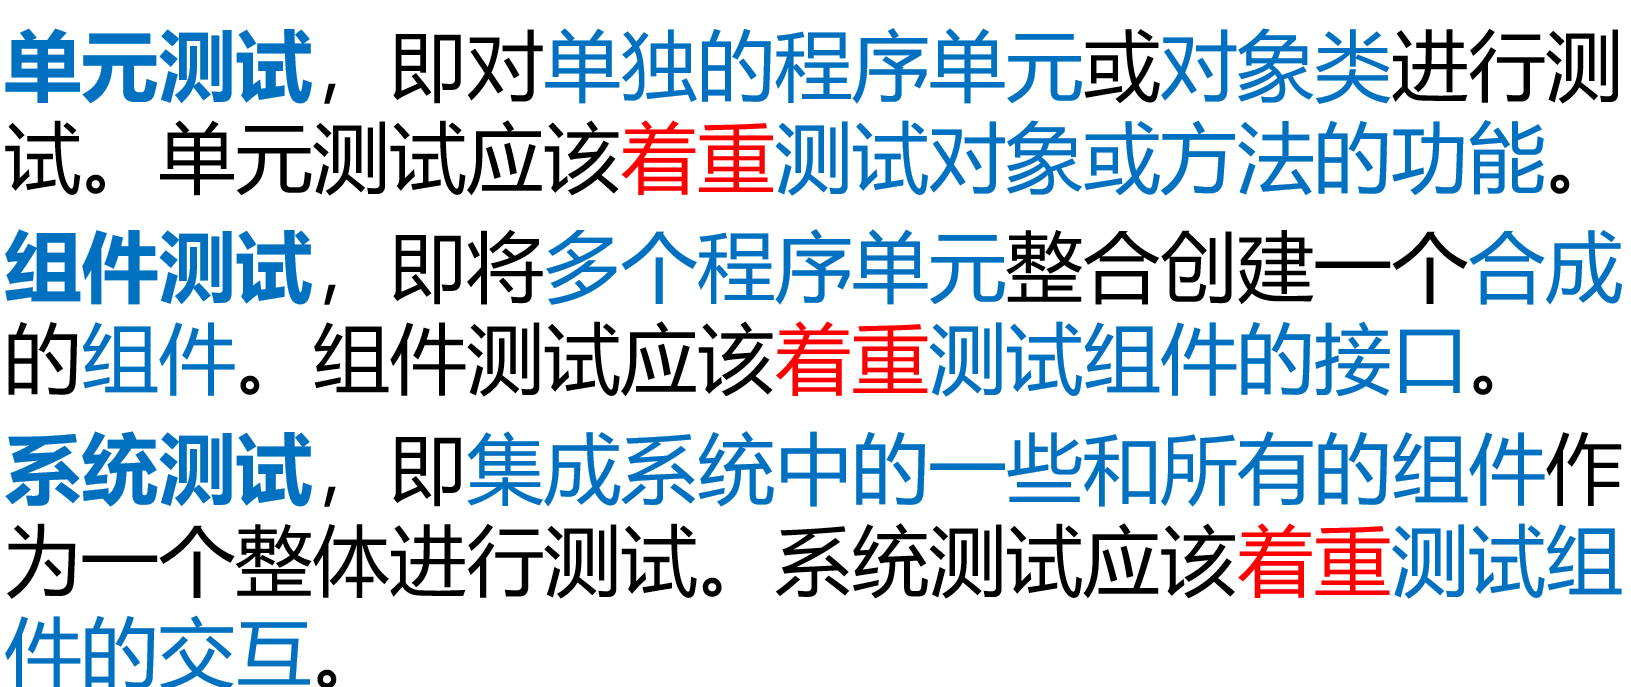 单元测试，即对单独的程序单元或对象类进行测
试。单元测试应该着重测试对象或方法的功能。
组件测试，即将多个程序单元整合创建一个合成
的组件。组件测试应该着重测试组件的接口。
系统测试，即集成系统中的一些和所有的组件作
为一个整体进行测试。系统测试应该着重测试组
件的交互。